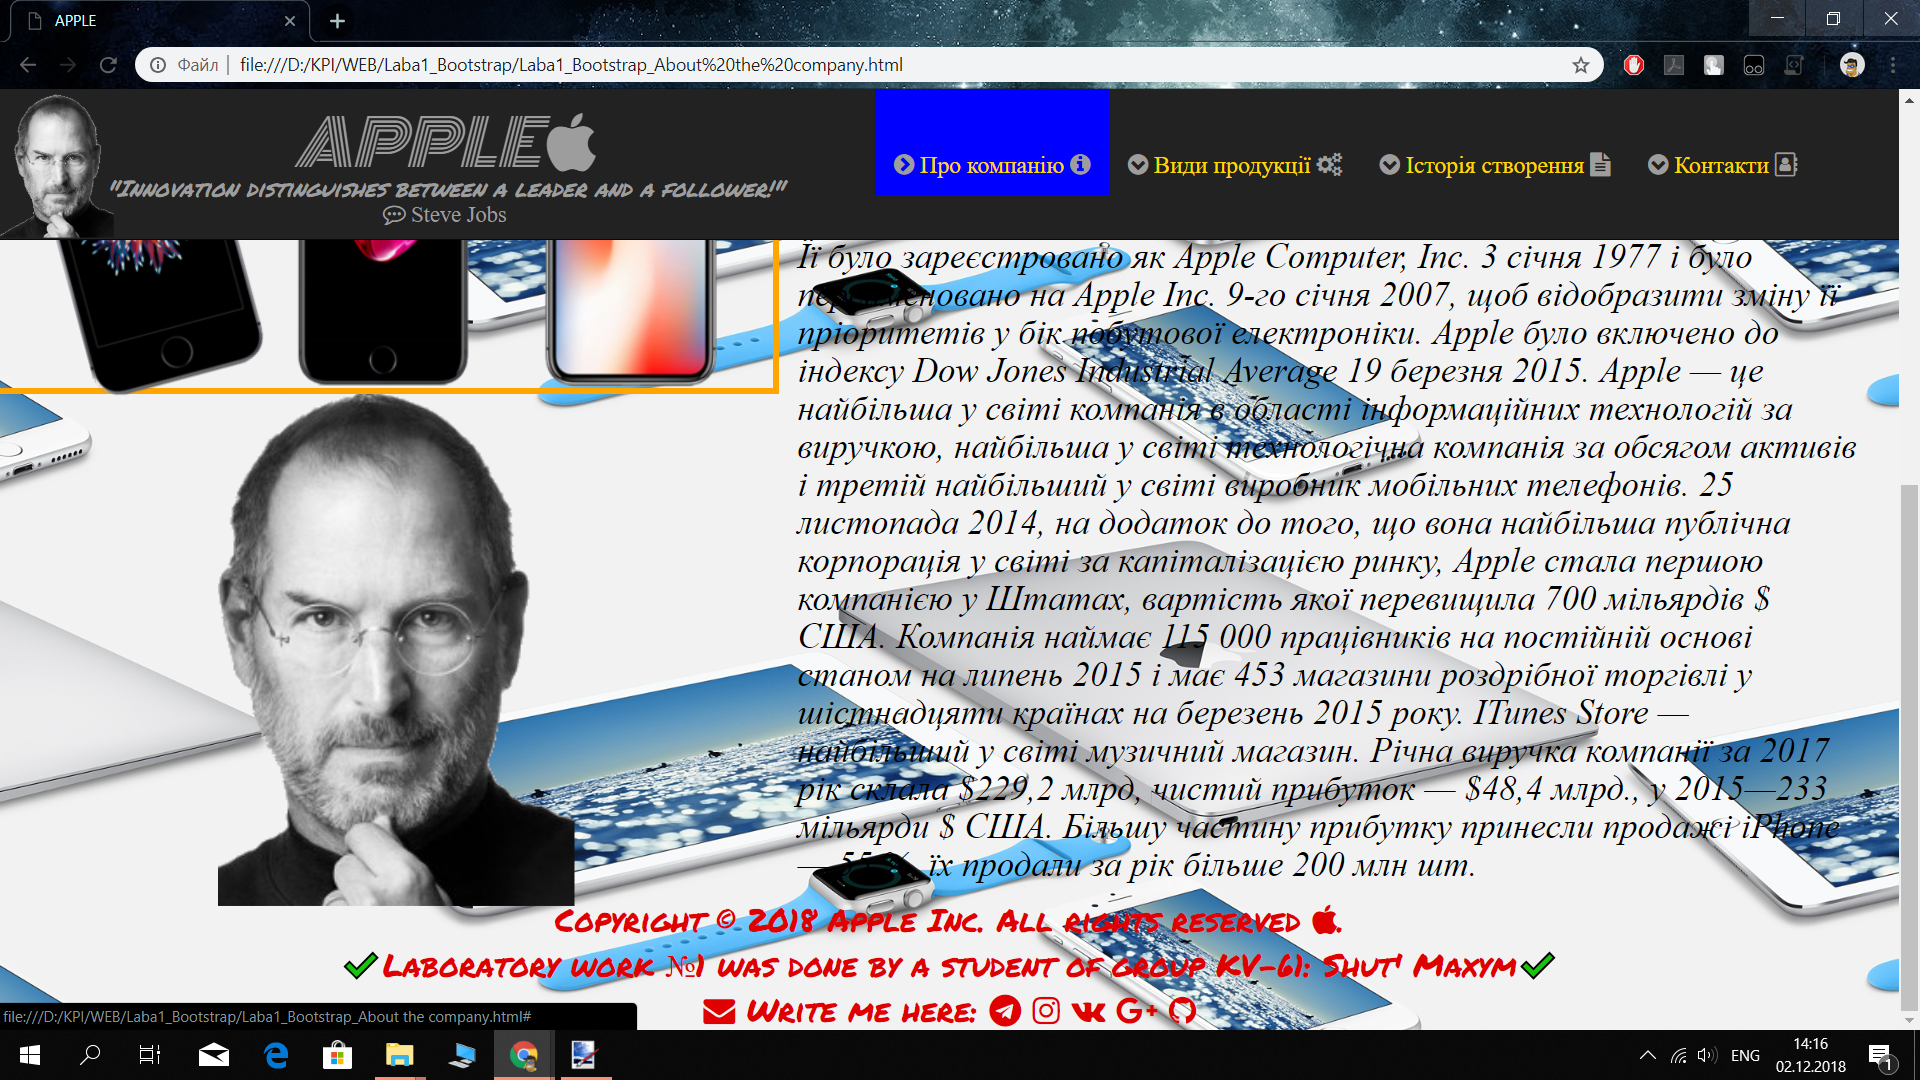 APPLE
Файл
file:///D:/KPI/WEB/Laba1_Bootstrap/Laba1_Bootstrap_About%20the%20company.html
APPLE
"Innovation distinguishes between a leader and a follower!"
Steve Jobs
Про компанію
Види продукції
Історія створення
Контакти
Її було зареєстровано як Apple Computer, Inc. 3 січня 1977 і було
перейменовано на Apple Inc. 9-го січня 2007, щоб відобразити зміну її
пріоритетів у бік побутової електроніки. Apple було включено до
індексу Dow Jones Industrial Average 19 березня 2015. Apple — це
найбільша у світі компанія в області інформаційних технологій за
виручкою, найбільша у світі технологічна компанія за обсягом активів
і третій найбільший у світі виробник мобільних телефонів. 25
листопада 2014, на додаток до того, що вона найбільша публічна
корпорація у світі за капіталізацією ринку, Apple стала першою
компанією у Штатах, вартість якої перевищила 700 мільярдів $
США. Компанія наймає 115 000 працівників на постійній основі
станом на липень 2015 і має 453 магазини роздрібної торгівлі у
шістнадцяти країнах на березень 2015 року. ITunes Store —
найбільший у світі музичний магазин. Річна виручка компанії за 2017
рік склала $229,2 млрд, чистий прибуток — $48,4 млрд., у 2015—233
мільярди $ США. Більшу частину прибутку принесли продажі iPhone
— їх продали за рік більше 200 млн шт.
Copyright © 2018 Apple Inc. All rights reserved .
Laboratory work №1 was done by a student of group KV-61: Shut' Maxym
Write me here: G+
file:///D:/KPI/WEB/Laba1_Bootstrap/Laba1_Bootstrap_About the company.html#
ENG
14:16
02.12.2018
1